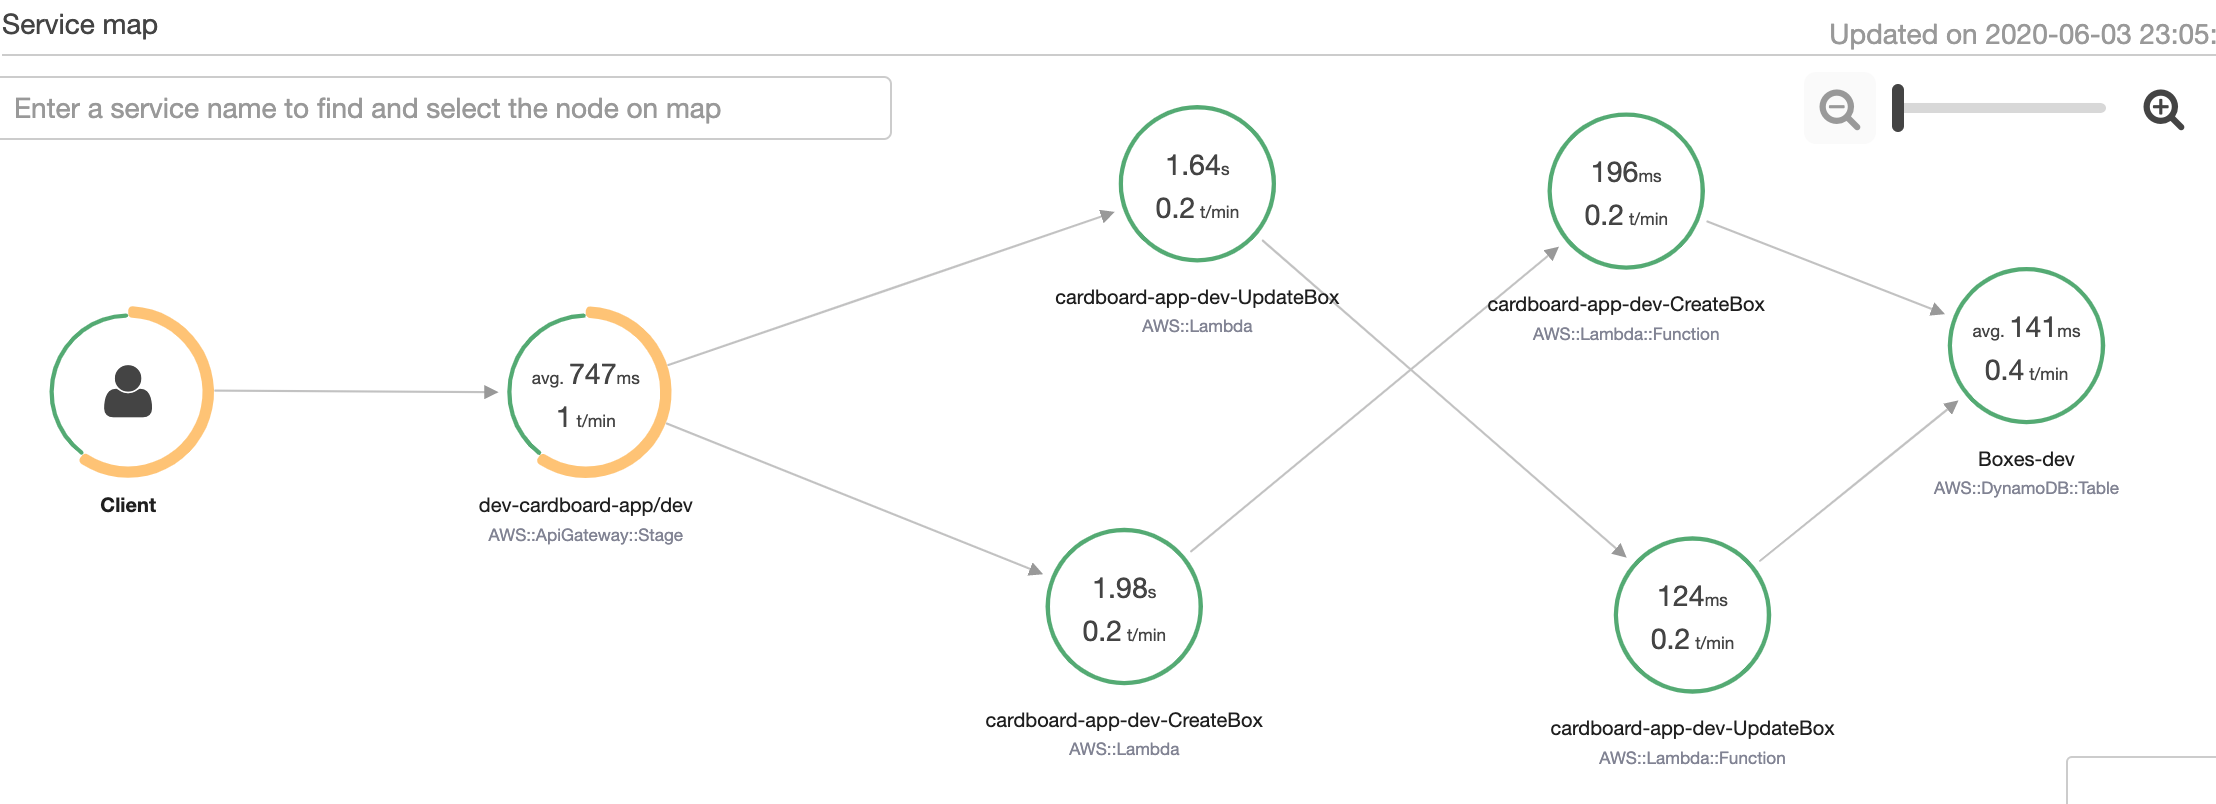 Service map
Updated on 2020-06-03 23:05:
Enter a service name to find and select the node on map
Client
avg. 747ms
1 t/min
dev-cardboard-app/dev
AWS::ApiGateway::Stage
1.64s
0.2 t/min
cardboard-app-dev-UpdateBox
AWS::Lambda
1.98s
0.2 t/min
cardboard-app-dev-CreateBox
AWS::Lambda
196ms
0.2 t/min
cardboard-app-dev-CreateBox
AWS::Lambda::Function
124ms
0.2 t/min
cardboard-app-dev-UpdateBox
AWS::Lambda::Function
avg. 141ms
0.4 t/min
Boxes-dev
AWS::DynamoDB::Table